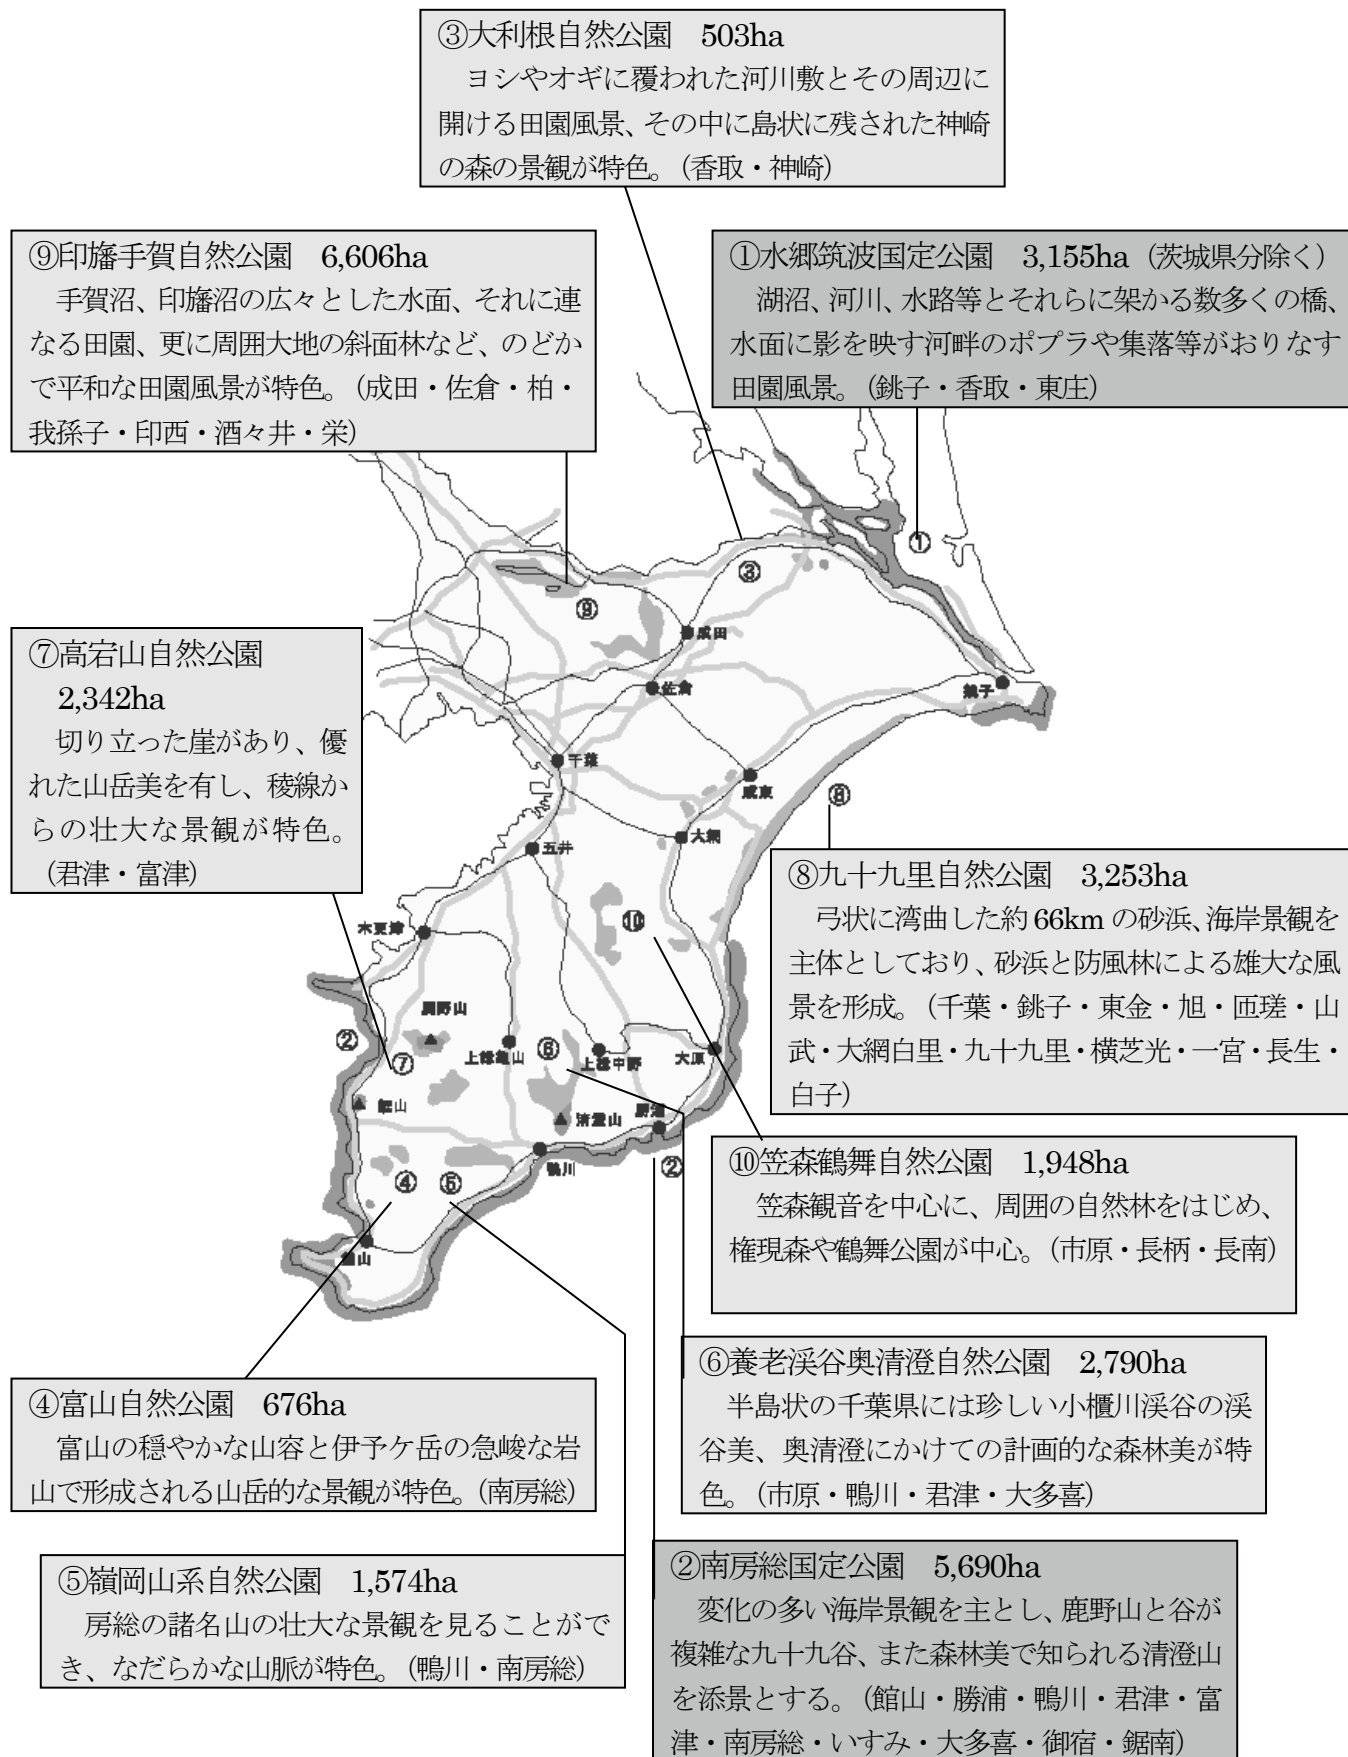 ③大利根自然公園　503ha
ヨシやオギに覆われた河川敷とその周辺に
開ける田園風景、その中に島状に残された神崎
の森の景観が特色。（香取・神崎）
⑨印旛手賀自然公園　6,606ha
手賀沼、印旛沼の広々とした水面、それに連
なる田園、更に周囲大地の斜面林など、のどか
で平和な田園風景が特色。（成田・佐倉・柏・
我孫子・印西・酒々井・栄）
①水郷筑波国定公園　3,155ha（茨城県分除く）
湖沼、河川、水路等とそれらに架かる数多くの橋、
水面に影を映す河畔のポプラや集落等がおりなす
田園風景。（銚子・香取・東庄）
①
③
⑨
成田
佐倉
銚子
千葉
成東
⑧
大網
五井
⑩
木更津
⑦高宕山自然公園
2,342ha
切り立った崖があり、優
れた山岳美を有し、稜線か
らの壮大な景観が特色。
（君津・富津）
⑧九十九里自然公園　3,253ha
弓状に湾曲した約66kmの砂浜、海岸景観を
主体としており、砂浜と防風林による雄大な風
景を形成。（千葉・銚子・東金・旭・匝瑳・山
武・大網白里・九十九里・横芝光・一宮・長生・
白子）
鹿野山
②
⑦
上総亀山
⑥
上総中野
大原
鋸山
清澄山
勝浦
鴨川
②
④
⑤
館山
⑩笠森鶴舞自然公園　1,948ha
笠森観音を中心に、周囲の自然林をはじめ、
権現森や鶴舞公園が中心。（市原・長柄・長南）
⑥養老渓谷奥清澄自然公園　2,790ha
半島状の千葉県には珍しい小櫃川渓谷の渓
谷美、奥清澄にかけての計画的な森林美が特
色。（市原・鴨川・君津・大多喜）
④富山自然公園　676ha
富山の穏やかな山容と伊予ケ岳の急峻な岩
山で形成される山岳的な景観が特色。（南房総）
⑤嶺岡山系自然公園　1,574ha
房総の諸名山の壮大な景観を見ることがで
き、なだらかな山脈が特色。（鴨川・南房総）
②南房総国定公園　5,690ha
変化の多い海岸景観を主とし、鹿野山と谷が
複雑な九十九谷、また森林美で知られる清澄山
を添景とする。（館山・勝浦・鴨川・君津・富
津・南房総・いすみ・大多喜・御宿・鋸南）